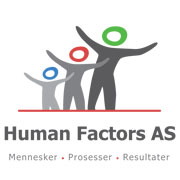 Human Factors AS
Mennesker • Prosesser • Resultater